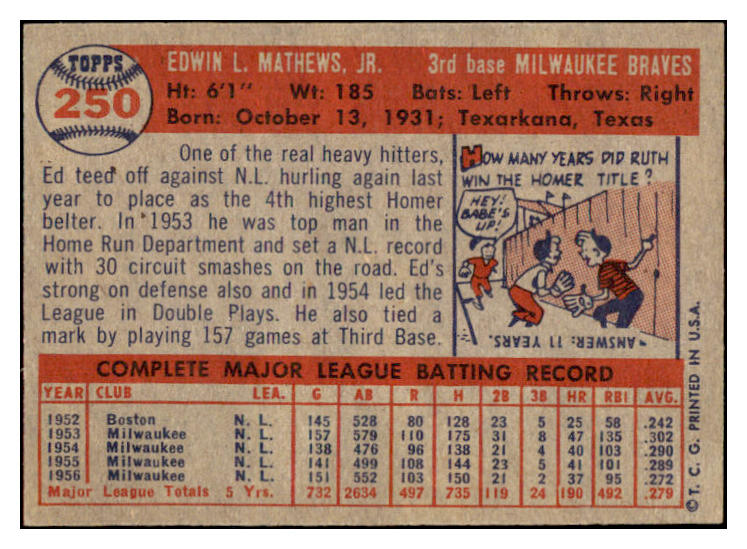 TOPPS
250
EDWIN L. MATHEWS, JR. 3rd base MILWAUKEE BRAVES
Ht: 6'1" Wt: 185 Bats: Left Throws: Right
Born: October 13, 1931; Texarkana, Texas
One of the real heavy hitters,
Ed teed off against N.L. hurling again last
year to place as the 4th highest Homer
belter. In 1953 he was top man in the
Home Run Department and set a N.L. record
with 30 circuit smashes on the road. Ed's
strong on defense also and in 1954 led the
League in Double Plays. He also tied a
mark by playing 157 games at Third Base.
HOW MANY YEARS DID RUTH
WIN THE HOMER TITLE?
HEY!
BABE'S
UP!
ANSWER: 11 YEARS.
COMPLETE MAJOR LEAGUE BATTING RECORD
YEAR CLUB LEA. G AB R H 2B 3B HR RBI AVG.
1952 Boston N. L. 145 528 80 128 23 5 25 58 .242
1953 Milwaukee N. L. 157 579 110 175 31 8 47 135 .302
1954 Milwaukee N. L. 138 476 96 138 21 4 40 103 .290
1955 Milwaukee N. L. 141 499 108 144 23 5 41 101 .289
1956 Milwaukee N. L. 151 552 103 150 21 2 37 95 .272
Major League Totals 5 Yrs. 732 2634 497 735 119 24 190 492 .279
© T. C. G. PRINTED IN U.S.A.